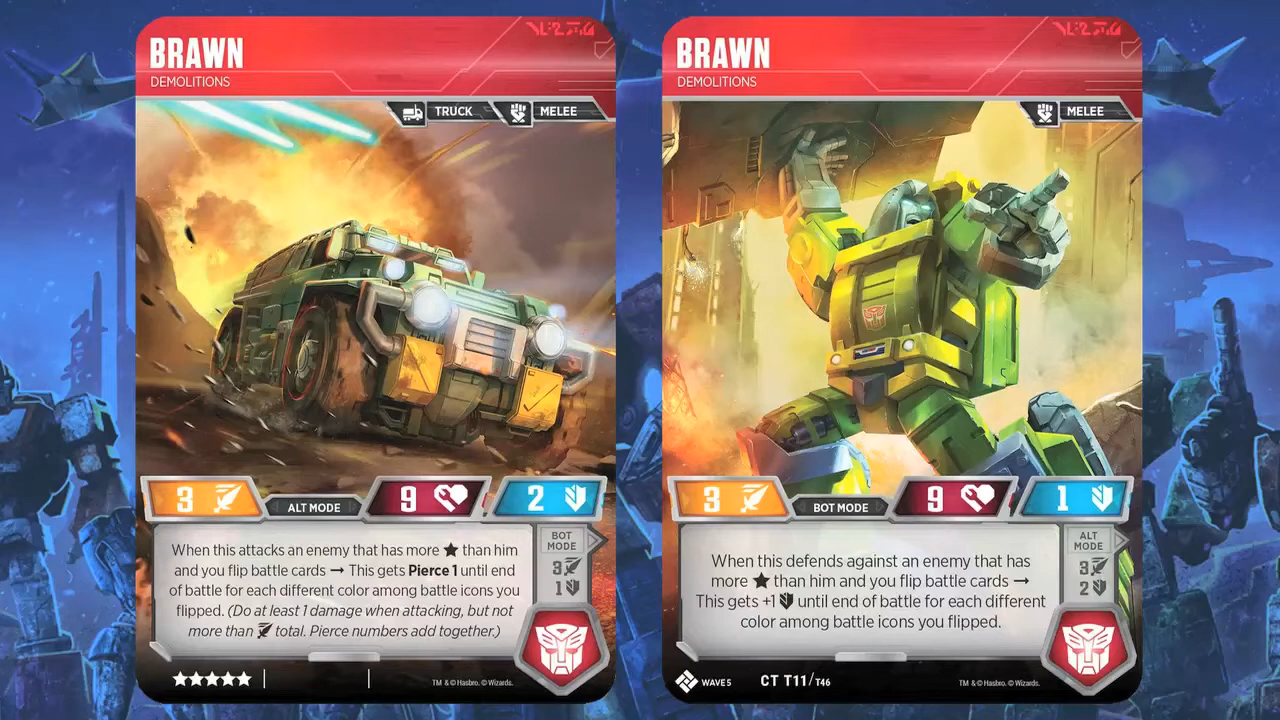 BRAWN
DEMOLITIONS
TRUCK
MELEE
3
ALT MODE
9
2
When this attacks an enemy that has more ★ than him
and you flip battle cards → This gets Pierce 1 until end
of battle for each different color among battle icons you
flipped. (Do at least 1 damage when attacking, but not
more than total. Pierce numbers add together.)
BOT
MODE
3
1
★★★★★
TM & © Hasbro. © Wizards.
BRAWN
DEMOLITIONS
MELEE
3
BOT MODE
9
1
When this defends against an enemy that has
more ★ than him and you flip battle cards →
This gets +1 until end of battle for each different
color among battle icons you flipped.
ALT
MODE
3
2
WAVE 5
CT T11/T46
TM & © Hasbro. © Wizards.